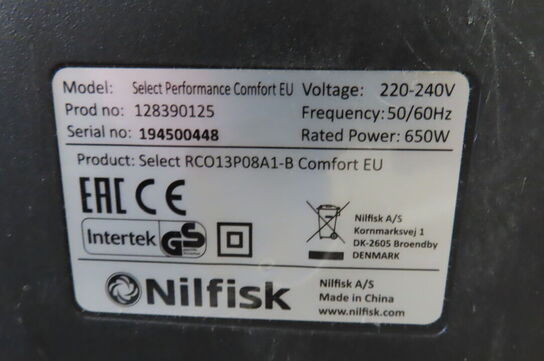 Model: Select Performance Comfort EU Voltage: 220-240V
Prod no: 128390125 Frequency: 50/60Hz
Serial no: 194500448 Rated Power: 650W
Product: Select RCO13P08A1-B Comfort EU
EAC CE
Intertek GS
Nilfisk A/S
Kornmarksvej 1
DK-2605 Broendby
DENMARK
Nilfisk
Nilfisk A/S
Made in China
www.nilfisk.com